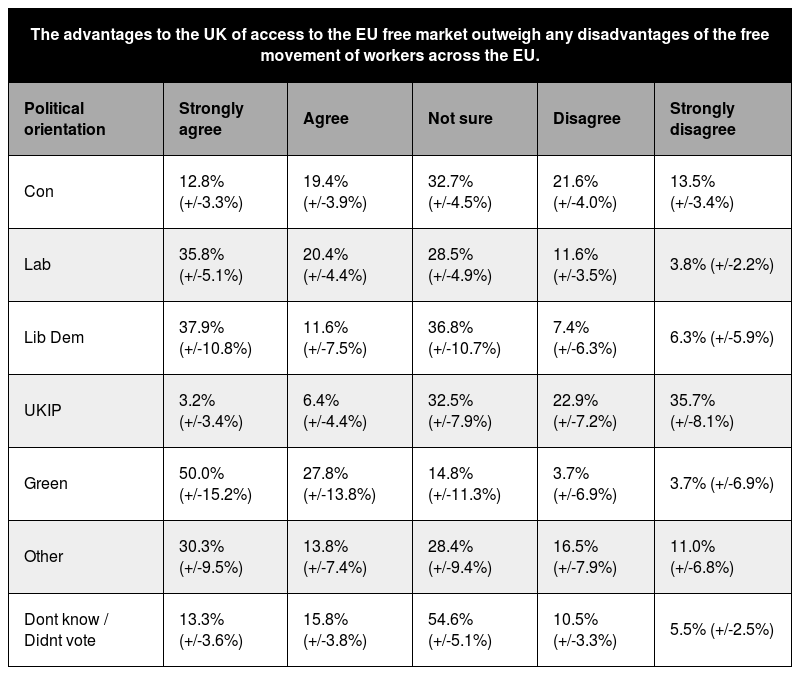 The advantages to the UK of access to the EU free market outweigh any disadvantages of the free
movement of workers across the EU.
Political orientation
Strongly agree
Agree
Not sure
Disagree
Strongly disagree
Con
12.8% (+/-3.3%)
19.4% (+/-3.9%)
32.7% (+/-4.5%)
21.6% (+/-4.0%)
13.5% (+/-3.4%)
Lab
35.8% (+/-5.1%)
20.4% (+/-4.4%)
28.5% (+/-4.9%)
11.6% (+/-3.5%)
3.8% (+/-2.2%)
Lib Dem
37.9% (+/-10.8%)
11.6% (+/-7.5%)
36.8% (+/-10.7%)
7.4% (+/-6.3%)
6.3% (+/-5.9%)
UKIP
3.2% (+/-3.4%)
6.4% (+/-4.4%)
32.5% (+/-7.9%)
22.9% (+/-7.2%)
35.7% (+/-8.1%)
Green
50.0% (+/-15.2%)
27.8% (+/-13.8%)
14.8% (+/-11.3%)
3.7% (+/-6.9%)
3.7% (+/-6.9%)
Other
30.3% (+/-9.5%)
13.8% (+/-7.4%)
28.4% (+/-9.4%)
16.5% (+/-7.9%)
11.0% (+/-6.8%)
Dont know / Didnt vote
13.3% (+/-3.6%)
15.8% (+/-3.8%)
54.6% (+/-5.1%)
10.5% (+/-3.3%)
5.5% (+/-2.5%)